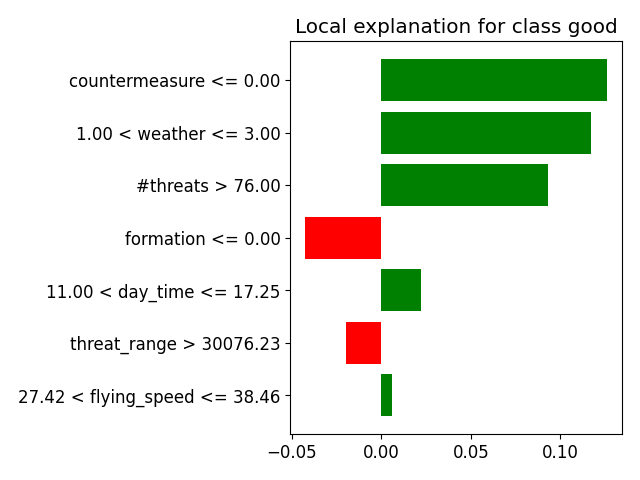 Local explanation for class good
countermeasure <= 0.00
1.00 < weather <= 3.00
#threats > 76.00
formation <= 0.00
11.00 < day_time <= 17.25
threat_range > 30076.23
27.42 < flying_speed <= 38.46
−0.05 0.00 0.05 0.10